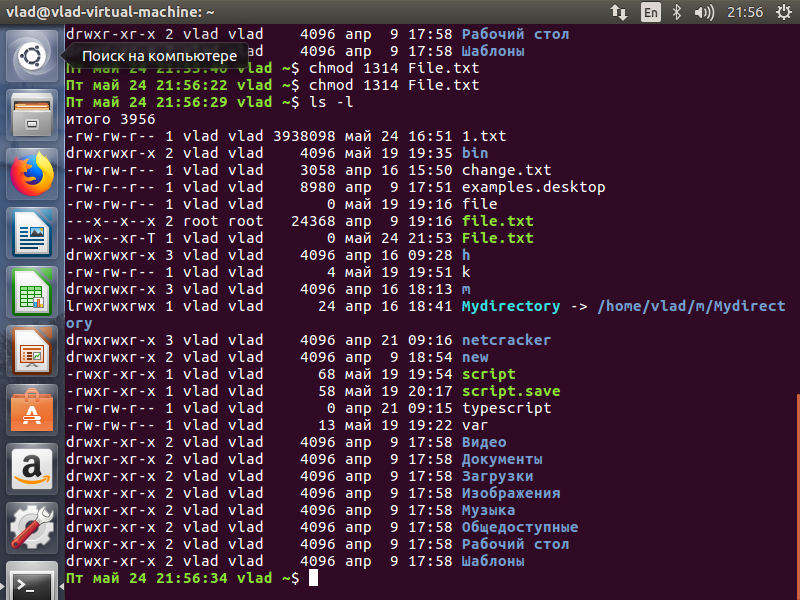 vlad@vlad-virtual-machine: ~
En
21:56
drwxr-xr-x 2 vlad vlad    4096 апр  9 17:58 Рабочий стол
drwxr-xr-x 2 vlad vlad    4096 апр  9 17:58 Шаблоны
Поиск на компьютере
Пт май 24 21:55:46 vlad ~$ chmod 1314 File.txt
Пт май 24 21:56:22 vlad ~$ chmod 1314 File.txt
Пт май 24 21:56:29 vlad ~$ ls -l
итого 3956
-rw-rw-r-- 1 vlad vlad 3938098 май 24 16:51 1.txt
drwxrwxr-x 2 vlad vlad    4096 май 19 19:35 bin
-rw-rw-r-- 1 vlad vlad    3058 апр 16 15:50 change.txt
-rw-r--r-- 1 vlad vlad    8980 апр  9 17:51 examples.desktop
-rw-rw-r-- 1 vlad vlad       0 май 19 19:16 file
---x--x--x 2 root root   24368 апр  9 19:16 file.txt
--wx--xr-T 1 vlad vlad       0 май 24 21:53 File.txt
drwxrwxr-x 3 vlad vlad    4096 апр 16 09:28 h
-rw-rw-r-- 1 vlad vlad       4 май 19 19:51 k
drwxrwxr-x 3 vlad vlad    4096 апр 16 18:13 m
lrwxrwxrwx 1 vlad vlad      24 апр 16 18:41 Mydirectory -> /home/vlad/m/Mydirect
ory
drwxrwxr-x 3 vlad vlad    4096 апр 21 09:16 netcracker
drwxrwxr-x 2 vlad vlad    4096 апр  9 18:54 new
-rwxr-xr-x 1 vlad vlad      68 май 19 19:54 script
-rwxr-xr-x 1 vlad vlad      58 май 19 20:17 script.save
-rw-rw-r-- 1 vlad vlad       0 апр 21 09:15 typescript
-rw-rw-r-- 1 vlad vlad      13 май 19 19:22 var
drwxr-xr-x 2 vlad vlad    4096 апр  9 17:58 Видео
drwxr-xr-x 2 vlad vlad    4096 апр  9 17:58 Документы
drwxr-xr-x 2 vlad vlad    4096 апр  9 17:58 Загрузки
drwxr-xr-x 2 vlad vlad    4096 апр  9 17:58 Изображения
drwxr-xr-x 2 vlad vlad    4096 апр  9 17:58 Музыка
drwxr-xr-x 2 vlad vlad    4096 апр  9 17:58 Общедоступные
drwxr-xr-x 2 vlad vlad    4096 апр  9 17:58 Рабочий стол
drwxr-xr-x 2 vlad vlad    4096 апр  9 17:58 Шаблоны
Пт май 24 21:56:34 vlad ~$